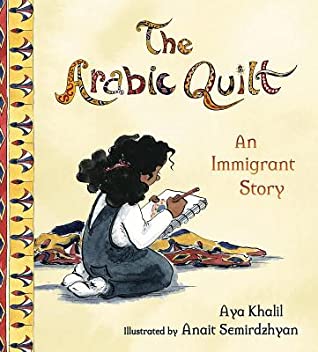 The
Arabic Quilt
An
Immigrant
Story
Aya Khalil
Illustrated by Anait Semirdzhyan